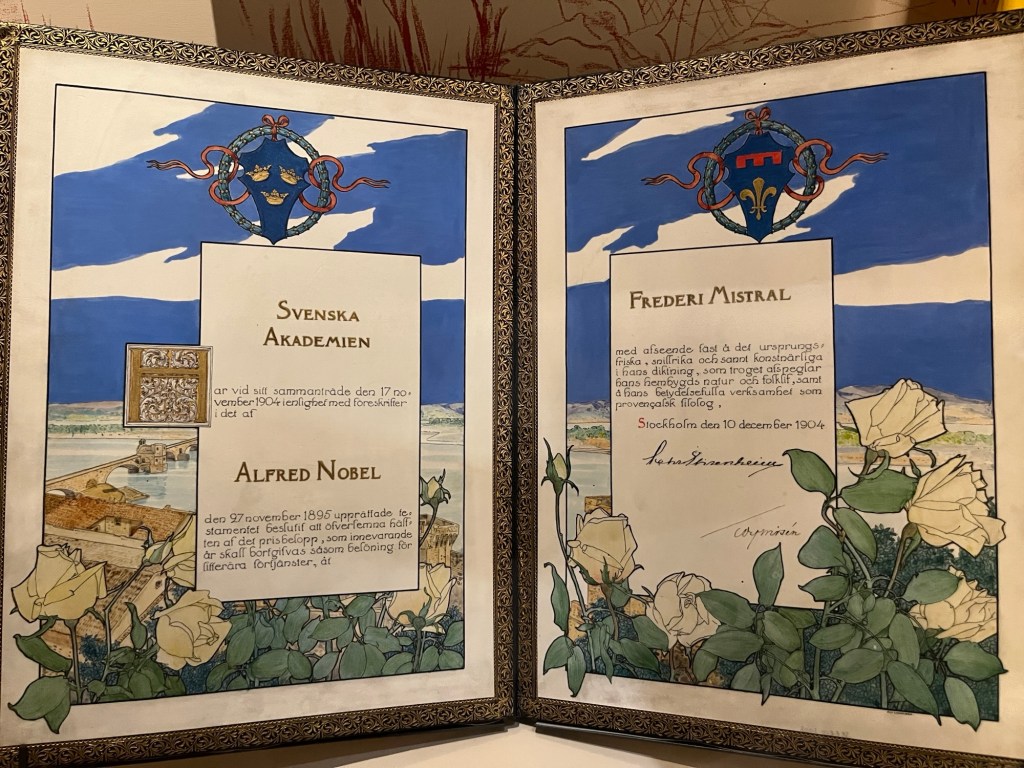 SVENSKA
AKADEMIEN
Har vid sitt sammanträde den 17 no-
vember 1904 i enlighet med föreskrifter
i det af
ALFRED NOBEL
den 27 november 1895 upprättade te-
stamentet beslutit att öfverlemna hälf-
ten af det prisbelopp, som innevarande
år skall bortgifvas såsom belöning för
litterära förtjänster, åt
FREDERI MISTRAL
med afseende fäst å det ursprungs-
friska, snillrika och sannt konstnärliga
i hans diktning, som troget afspeglar
hans hembygds natur och folklif, samt
å hans betydelsefulla verksamhet som
provençalsk filolog,
Stockholm den 10 december 1904